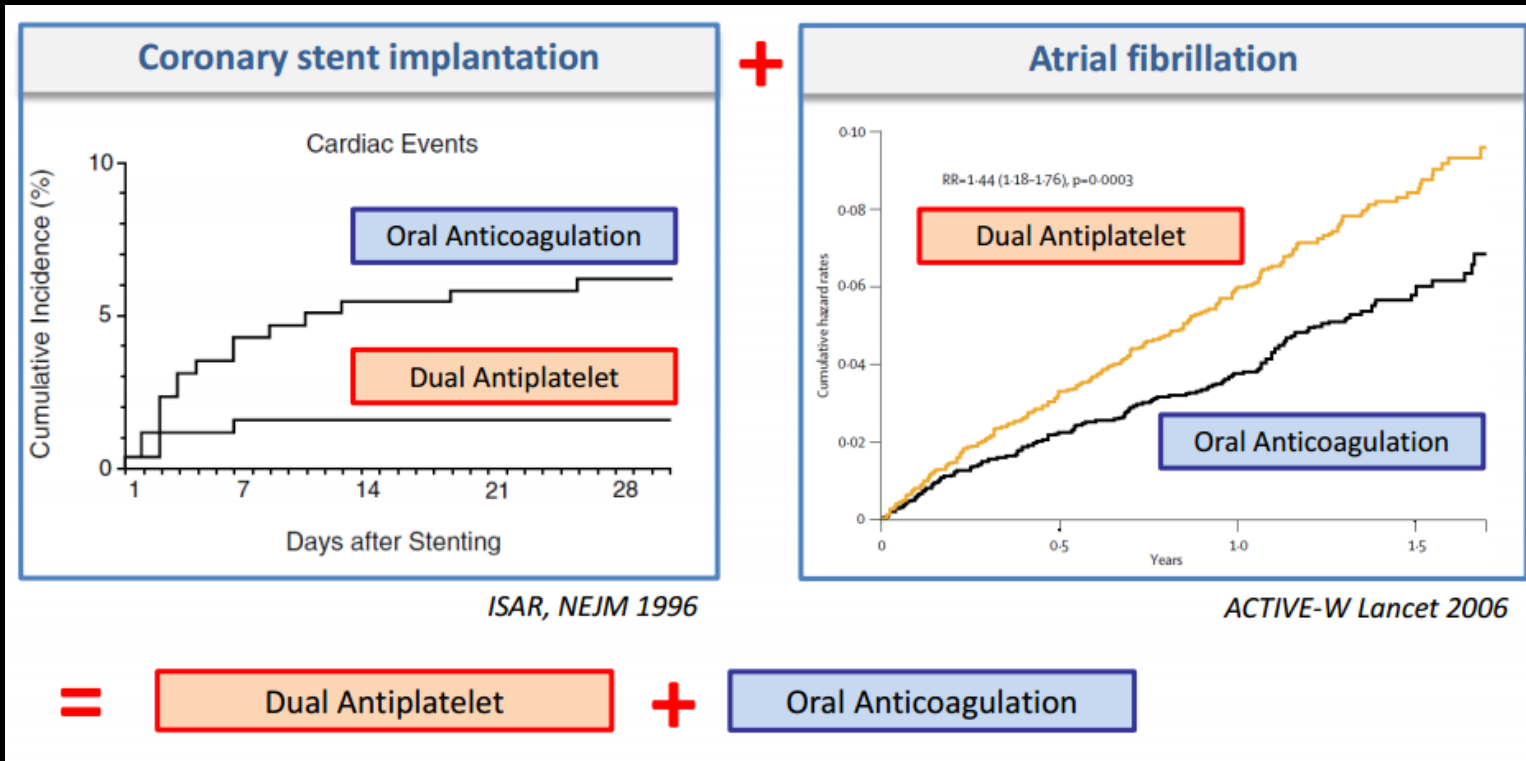 Coronary stent implantation
+
Atrial fibrillation
Cardiac Events
10
5
0
Cumulative Incidence (%)
Oral Anticoagulation
Dual Antiplatelet
1 7 14 21 28
Days after Stenting
ISAR, NEJM 1996
0·10
0·08
0·06
0·04
0·02
0
Cumulative hazard rates
RR=1·44 (1·18–1·76), p=0·0003
Dual Antiplatelet
Oral Anticoagulation
0 0·5 1·0 1·5
Years
ACTIVE-W Lancet 2006
= Dual Antiplatelet + Oral Anticoagulation